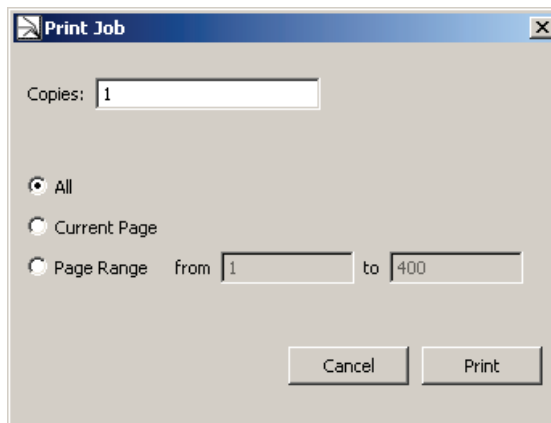 Print Job
Copies: 1
All
Current Page
Page Range from 1 to 400
Cancel Print